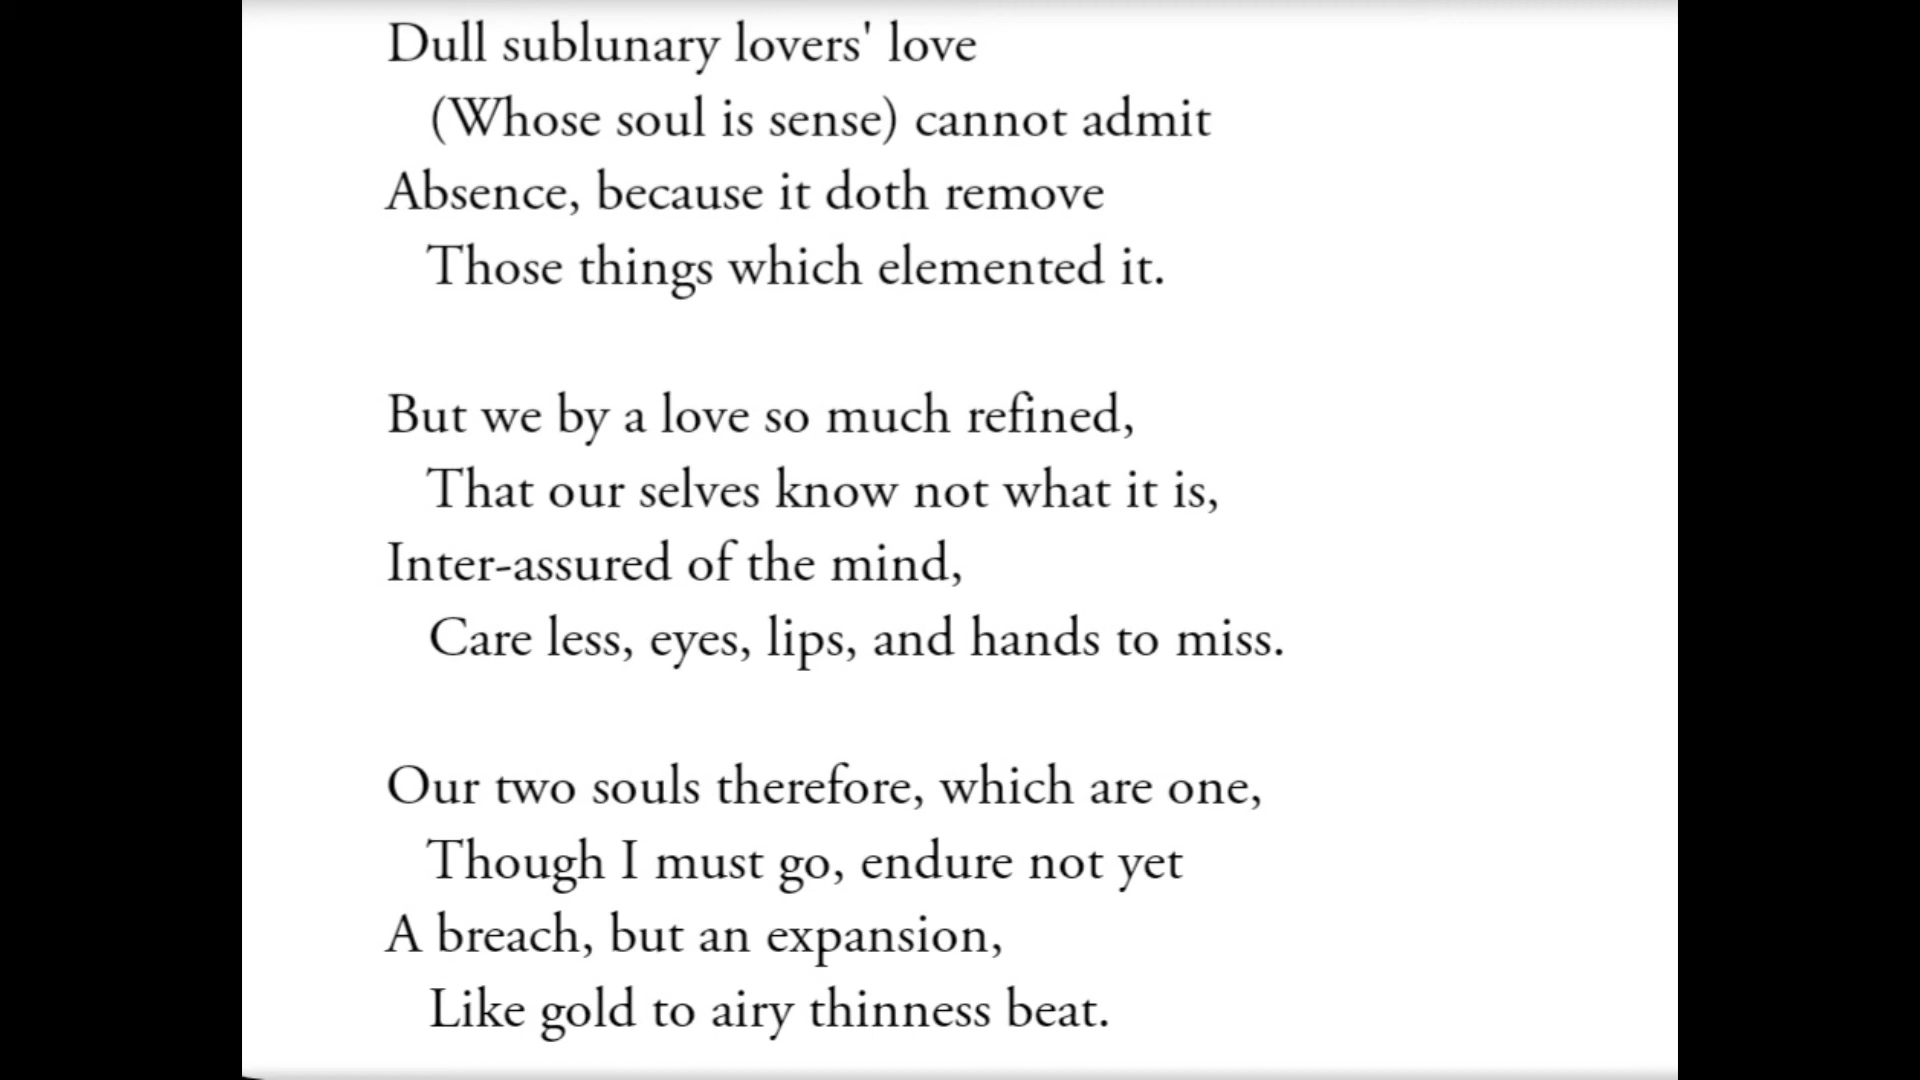 Dull sublunary lovers' love
(Whose soul is sense) cannot admit
Absence, because it doth remove
Those things which elemented it.
But we by a love so much refined,
That our selves know not what it is,
Inter-assured of the mind,
Care less, eyes, lips, and hands to miss.
Our two souls therefore, which are one,
Though I must go, endure not yet
A breach, but an expansion,
Like gold to airy thinness beat.